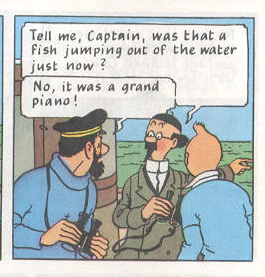 Tell me, Captain, was that a
fish jumping out of the water
just now ?
No, it was a grand
piano !